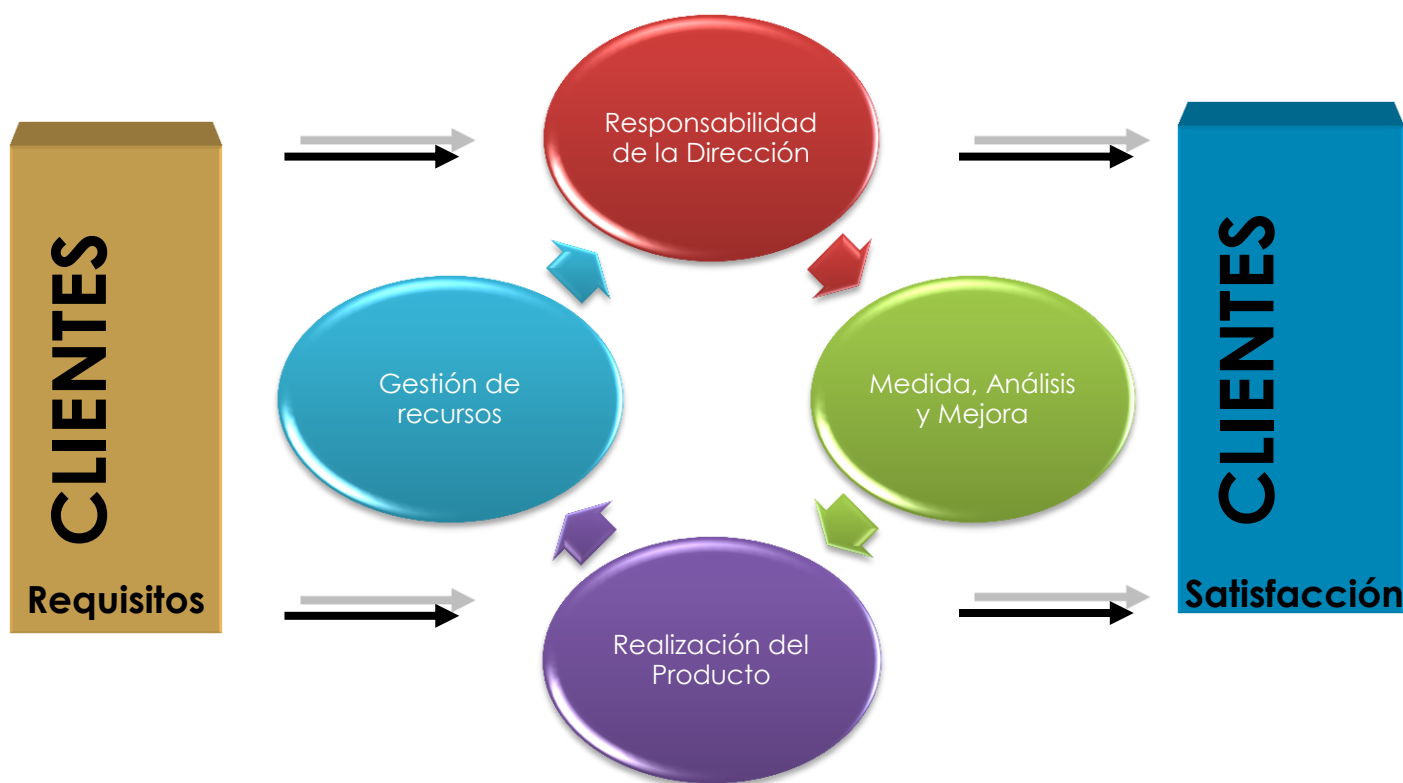 CLIENTES
Requisitos
Responsabilidad
de la Dirección
Gestión de
recursos
Medida, Análisis
y Mejora
Realización del
Producto
CLIENTES
Satisfacción